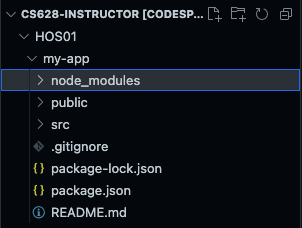 CS628-INSTRUCTOR [CODESP...
HOS01
my-app
node_modules
public
src
.gitignore
{} package-lock.json
{} package.json
README.md